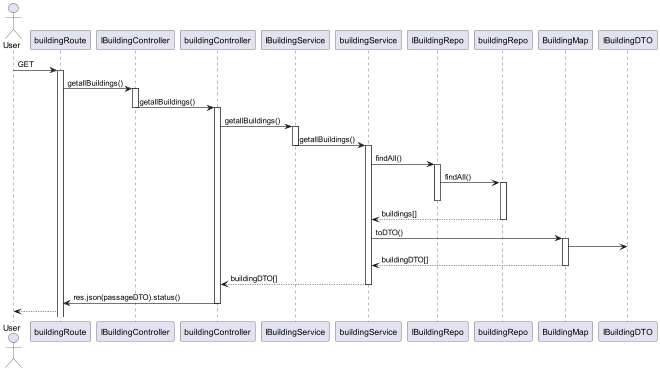 User
buildingRoute
IBuildingController
buildingController
IBuildingService
buildingService
IBuildingRepo
buildingRepo
BuildingMap
IBuildingDTO
GET
getallBuildings()
getallBuildings()
getallBuildings()
getallBuildings()
findAll()
findAll()
buildings[]
toDTO()
buildingDTO[]
buildingDTO[]
res.json(passageDTO).status()
User
buildingRoute
IBuildingController
buildingController
IBuildingService
buildingService
IBuildingRepo
buildingRepo
BuildingMap
IBuildingDTO